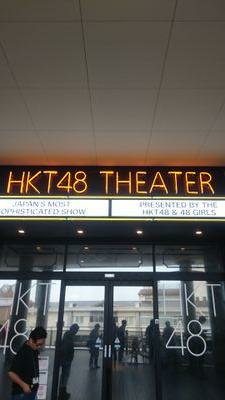 HKT48 THEATER
JAPAN'S MOST
SOPHISTICATED SHOW
PRESENTED BY THE
HKT48 & 48 GIRLS
HKT
48
HKT
48